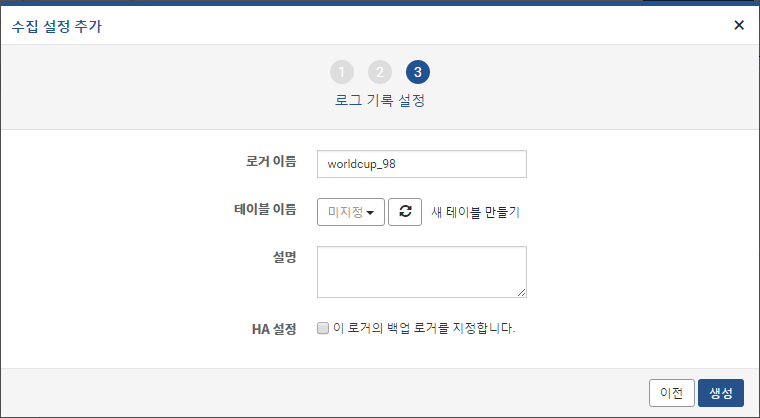 수집 설정 추가
1 2 3
로그 기록 설정
로거 이름 worldcup_98
테이블 이름 미지정 새 테이블 만들기
설명
HA 설정 이 로거의 백업 로거를 지정합니다.
이전 생성